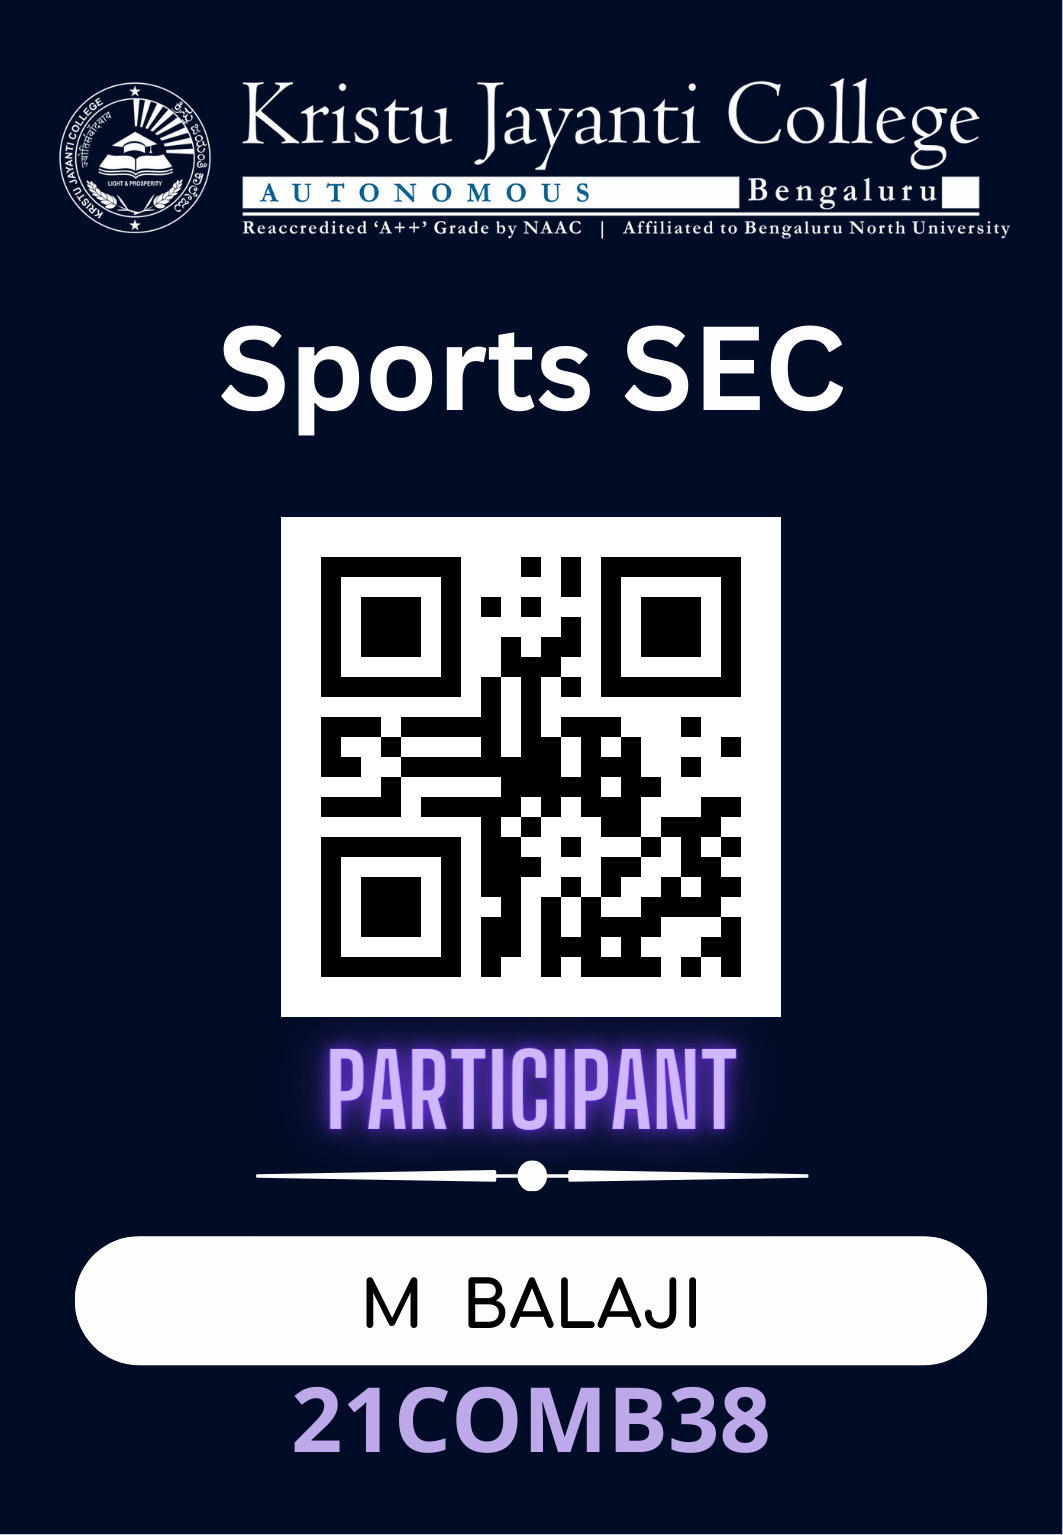 Kristu Jayanti College
AUTONOMOUS Bengaluru
Reaccredited ‘A++’ Grade by NAAC | Affiliated to Bengaluru North University
KRISTU JAYANTI COLLEGE
ಕ್ರಿಸ್ತು ಜಯಂತಿ ಕಾಲೇಜು
LIGHT & PROSPERITY
Sports SEC
PARTICIPANT
M BALAJI
21COMB38